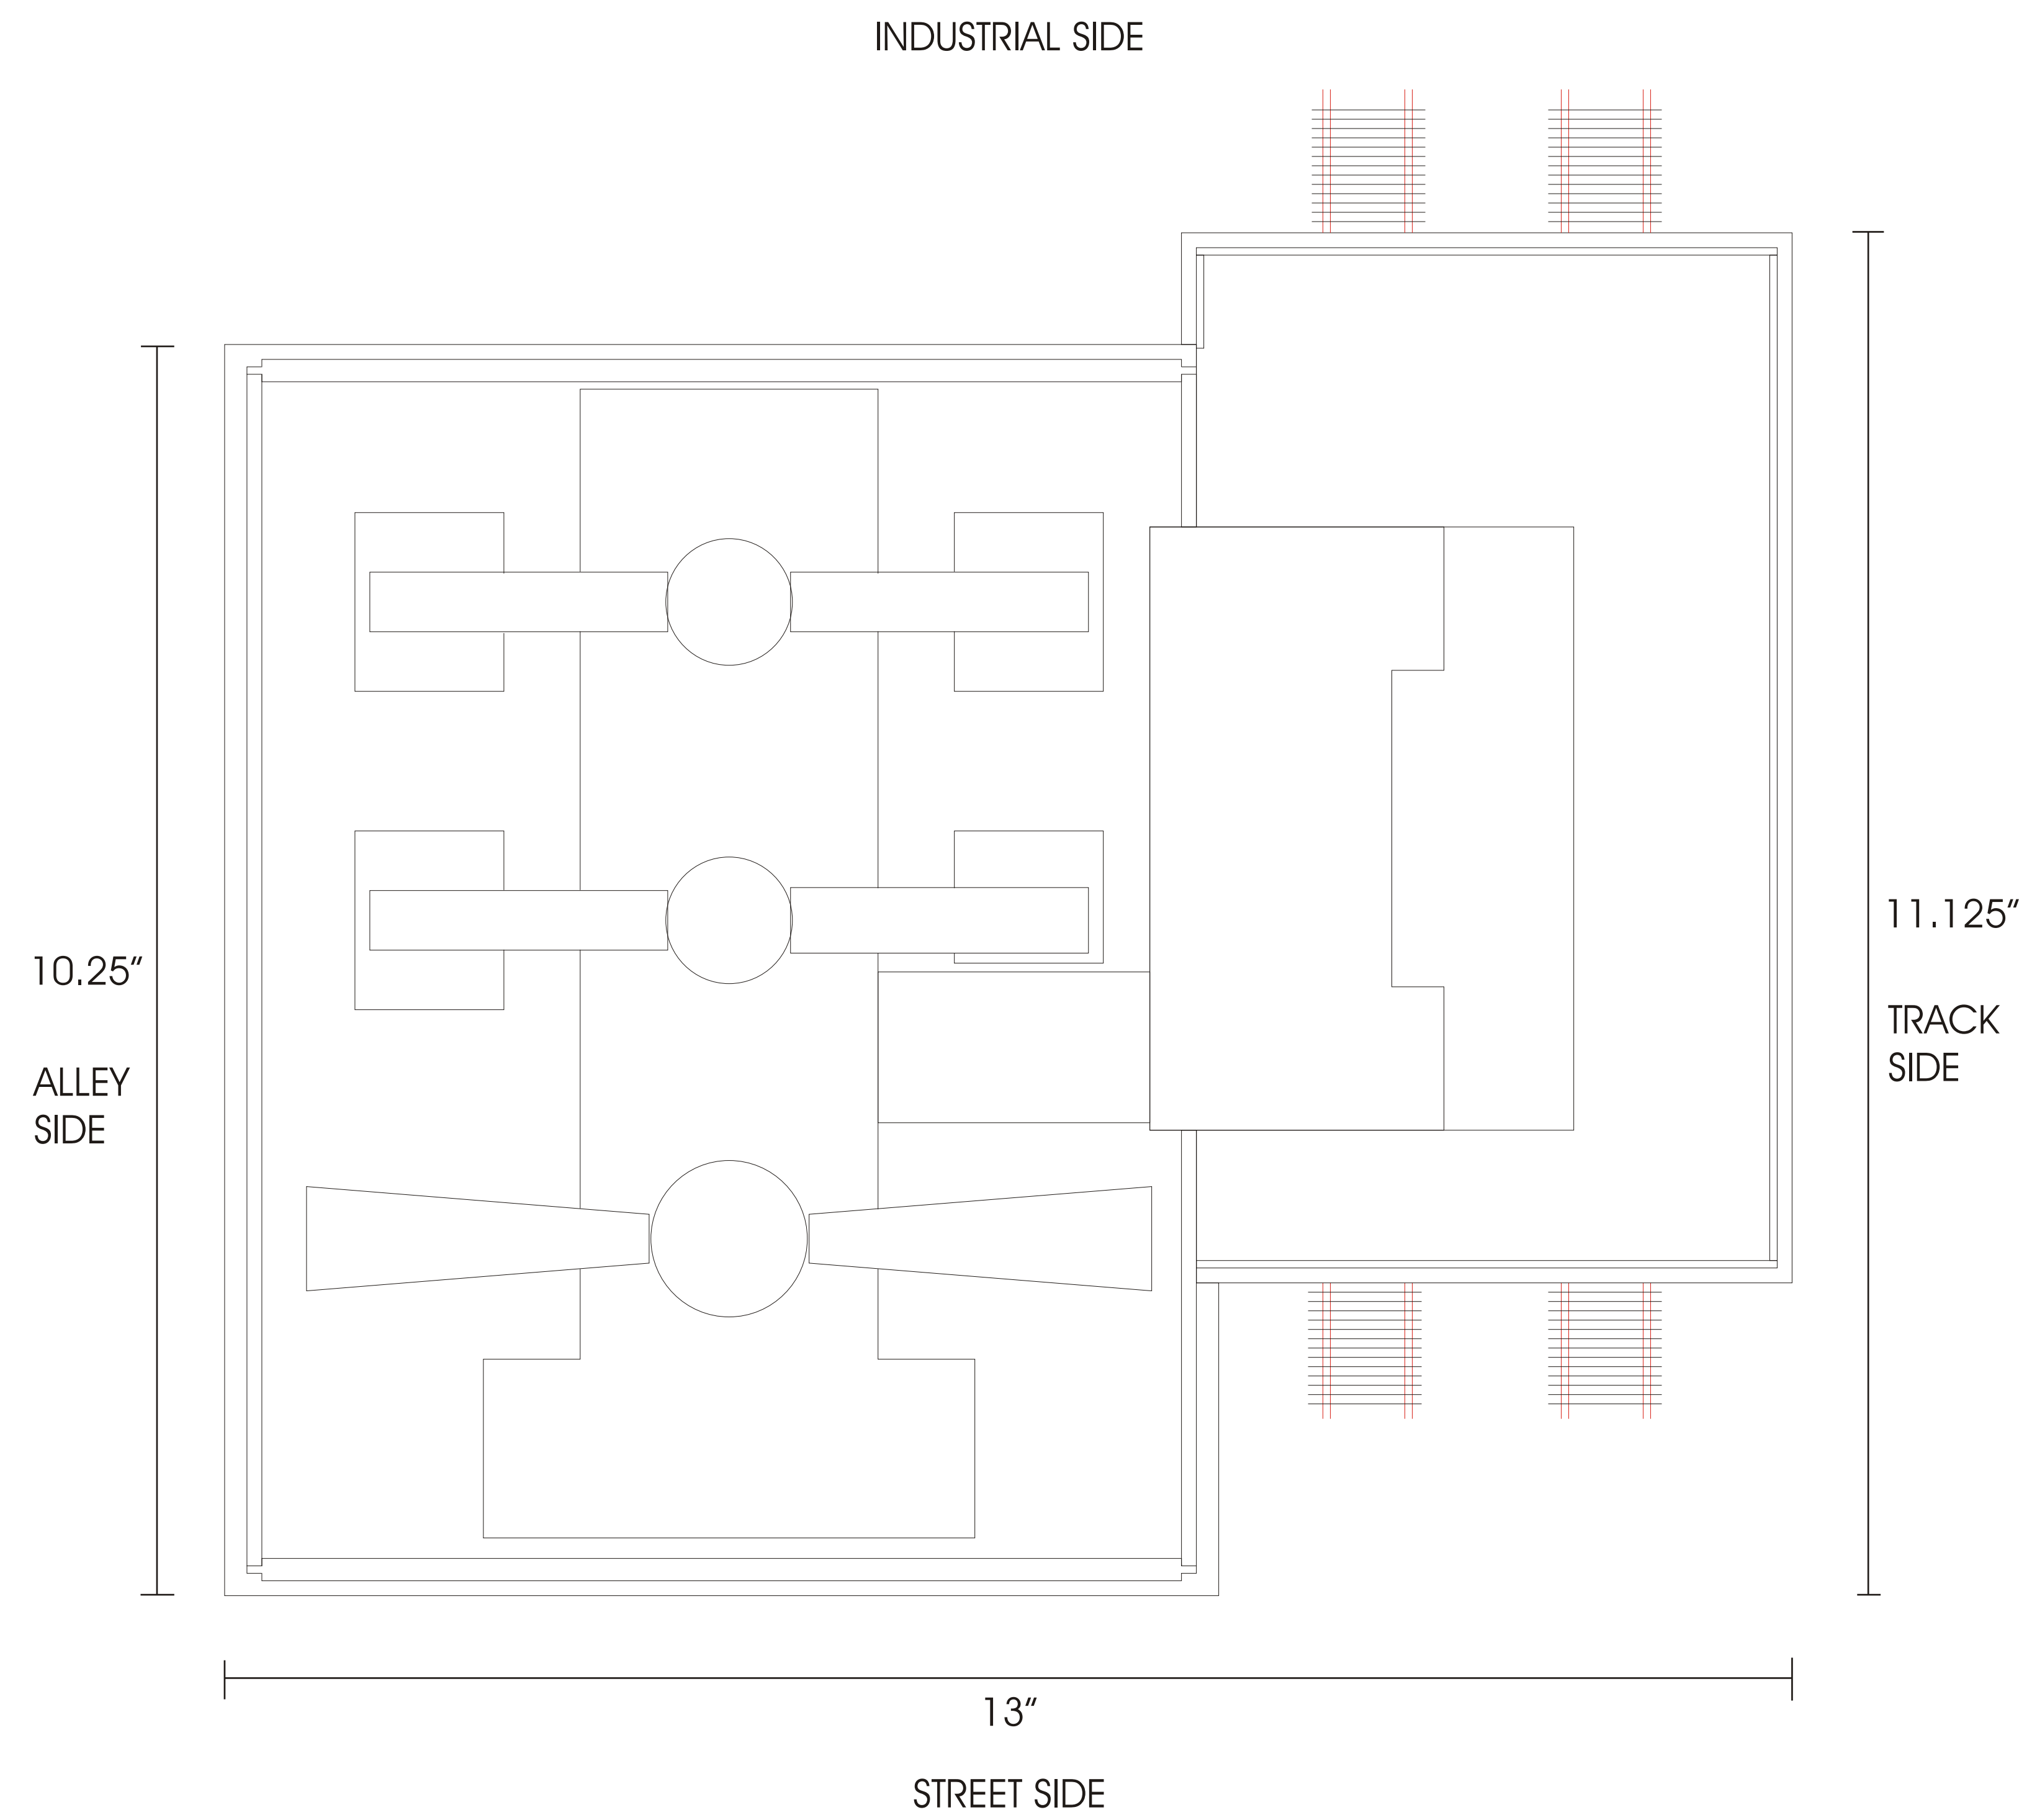 INDUSTRIAL SIDE
10.25"
ALLEY
SIDE
11.125"
TRACK
SIDE
13"
STREET SIDE